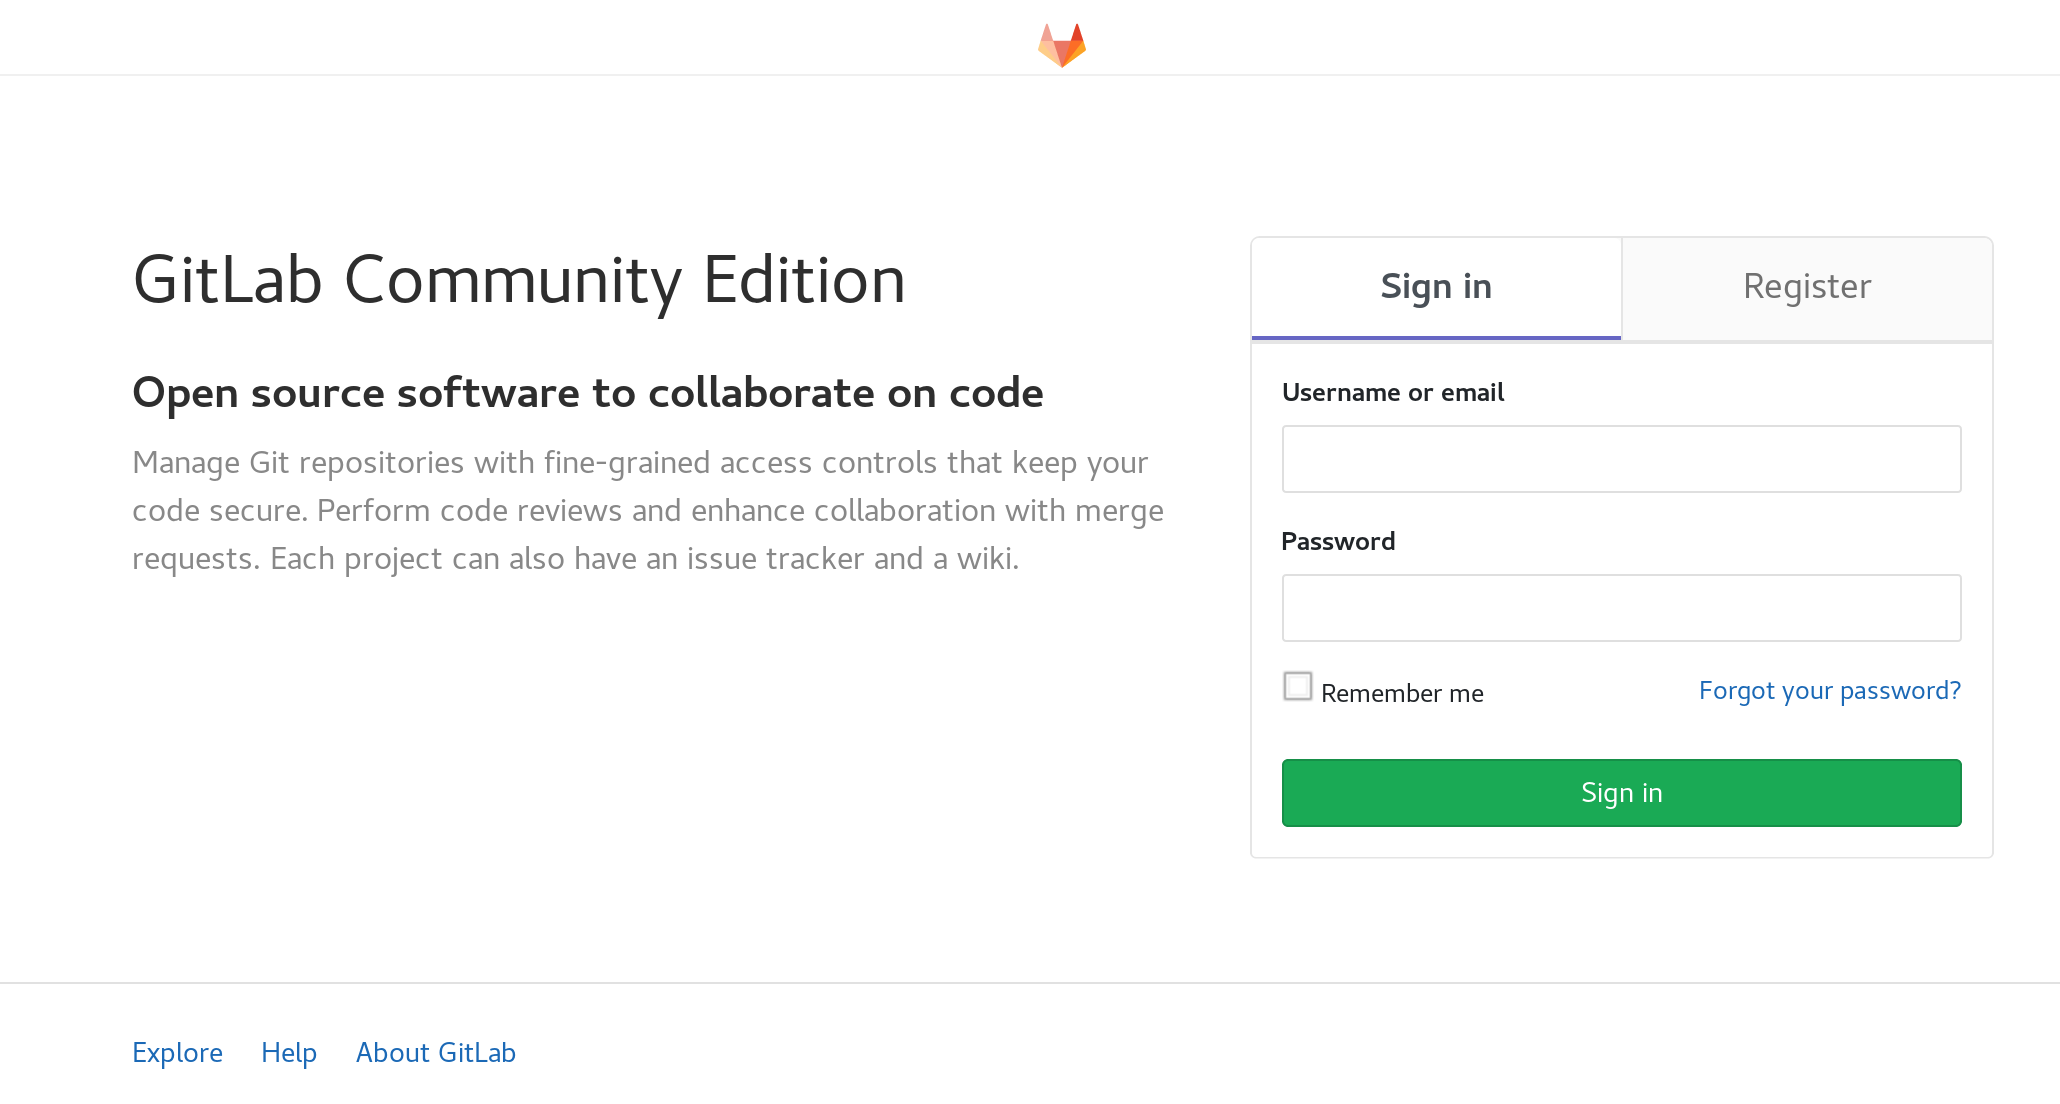 GitLab Community Edition
Open source software to collaborate on code
Manage Git repositories with fine-grained access controls that keep your
code secure. Perform code reviews and enhance collaboration with merge
requests. Each project can also have an issue tracker and a wiki.
Sign in
Register
Username or email
Password
Remember me
Forgot your password?
Sign in
Explore
Help
About GitLab